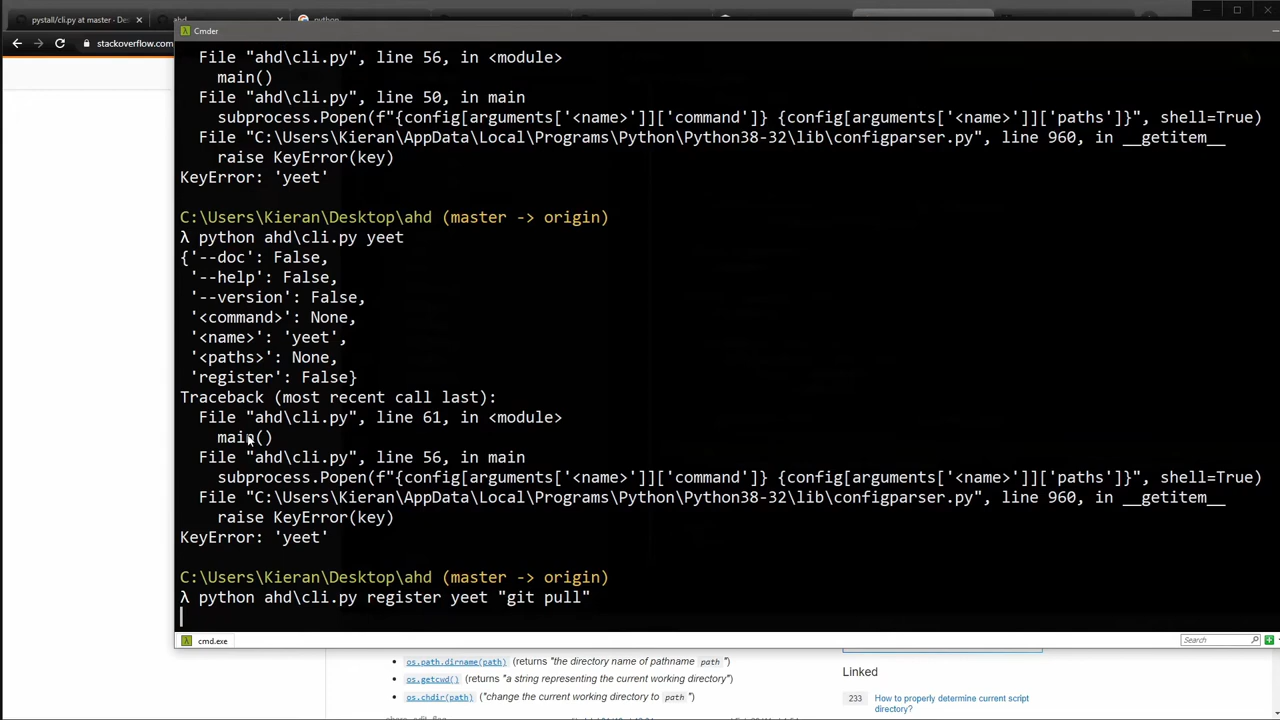 pystall/cli.py at master · De
ahd
python
stackoverflow.com
Cmder
File "ahd\cli.py", line 56, in <module>
main()
File "ahd\cli.py", line 50, in main
subprocess.Popen(f"{config[arguments['<name>']]['command']} {config[arguments['<name>']]['paths']}", shell=True)
File "C:\Users\Kieran\AppData\Local\Programs\Python\Python38-32\lib\configparser.py", line 960, in __getitem__
raise KeyError(key)
KeyError: 'yeet'
C:\Users\Kieran\Desktop\ahd (master -> origin)
λ python ahd\cli.py yeet
{'--doc': False,
'--help': False,
'--version': False,
'<command>': None,
'<name>': 'yeet',
'<paths>': None,
'register': False}
Traceback (most recent call last):
File "ahd\cli.py", line 61, in <module>
main()
File "ahd\cli.py", line 56, in main
subprocess.Popen(f"{config[arguments['<name>']]['command']} {config[arguments['<name>']]['paths']}", shell=True)
File "C:\Users\Kieran\AppData\Local\Programs\Python\Python38-32\lib\configparser.py", line 960, in __getitem__
raise KeyError(key)
KeyError: 'yeet'
C:\Users\Kieran\Desktop\ahd (master -> origin)
λ python ahd\cli.py register yeet "git pull"
cmd.exe
Search
os.path.dirname(path) (returns "the directory name of pathname path")
os.getcwd() (returns "a string representing the current working directory")
os.chdir(path) ("change the current working directory to path")
Linked
233 How to properly determine current script
directory?